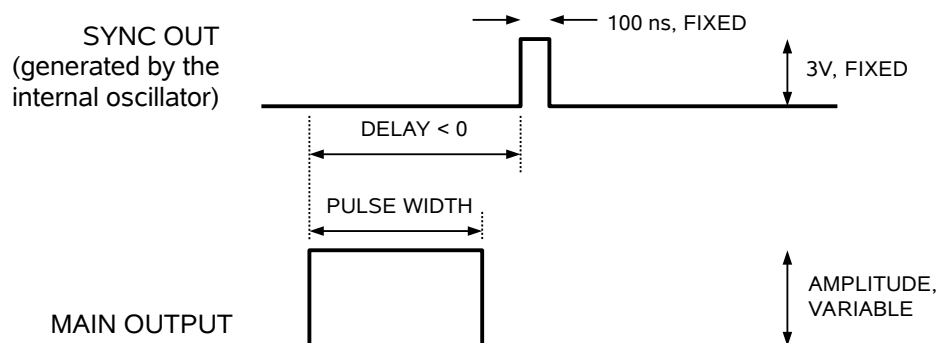 100 ns, FIXED
SYNC OUT
(generated by the
internal oscillator)
3V, FIXED
DELAY < 0
PULSE WIDTH
AMPLITUDE,
VARIABLE
MAIN OUTPUT